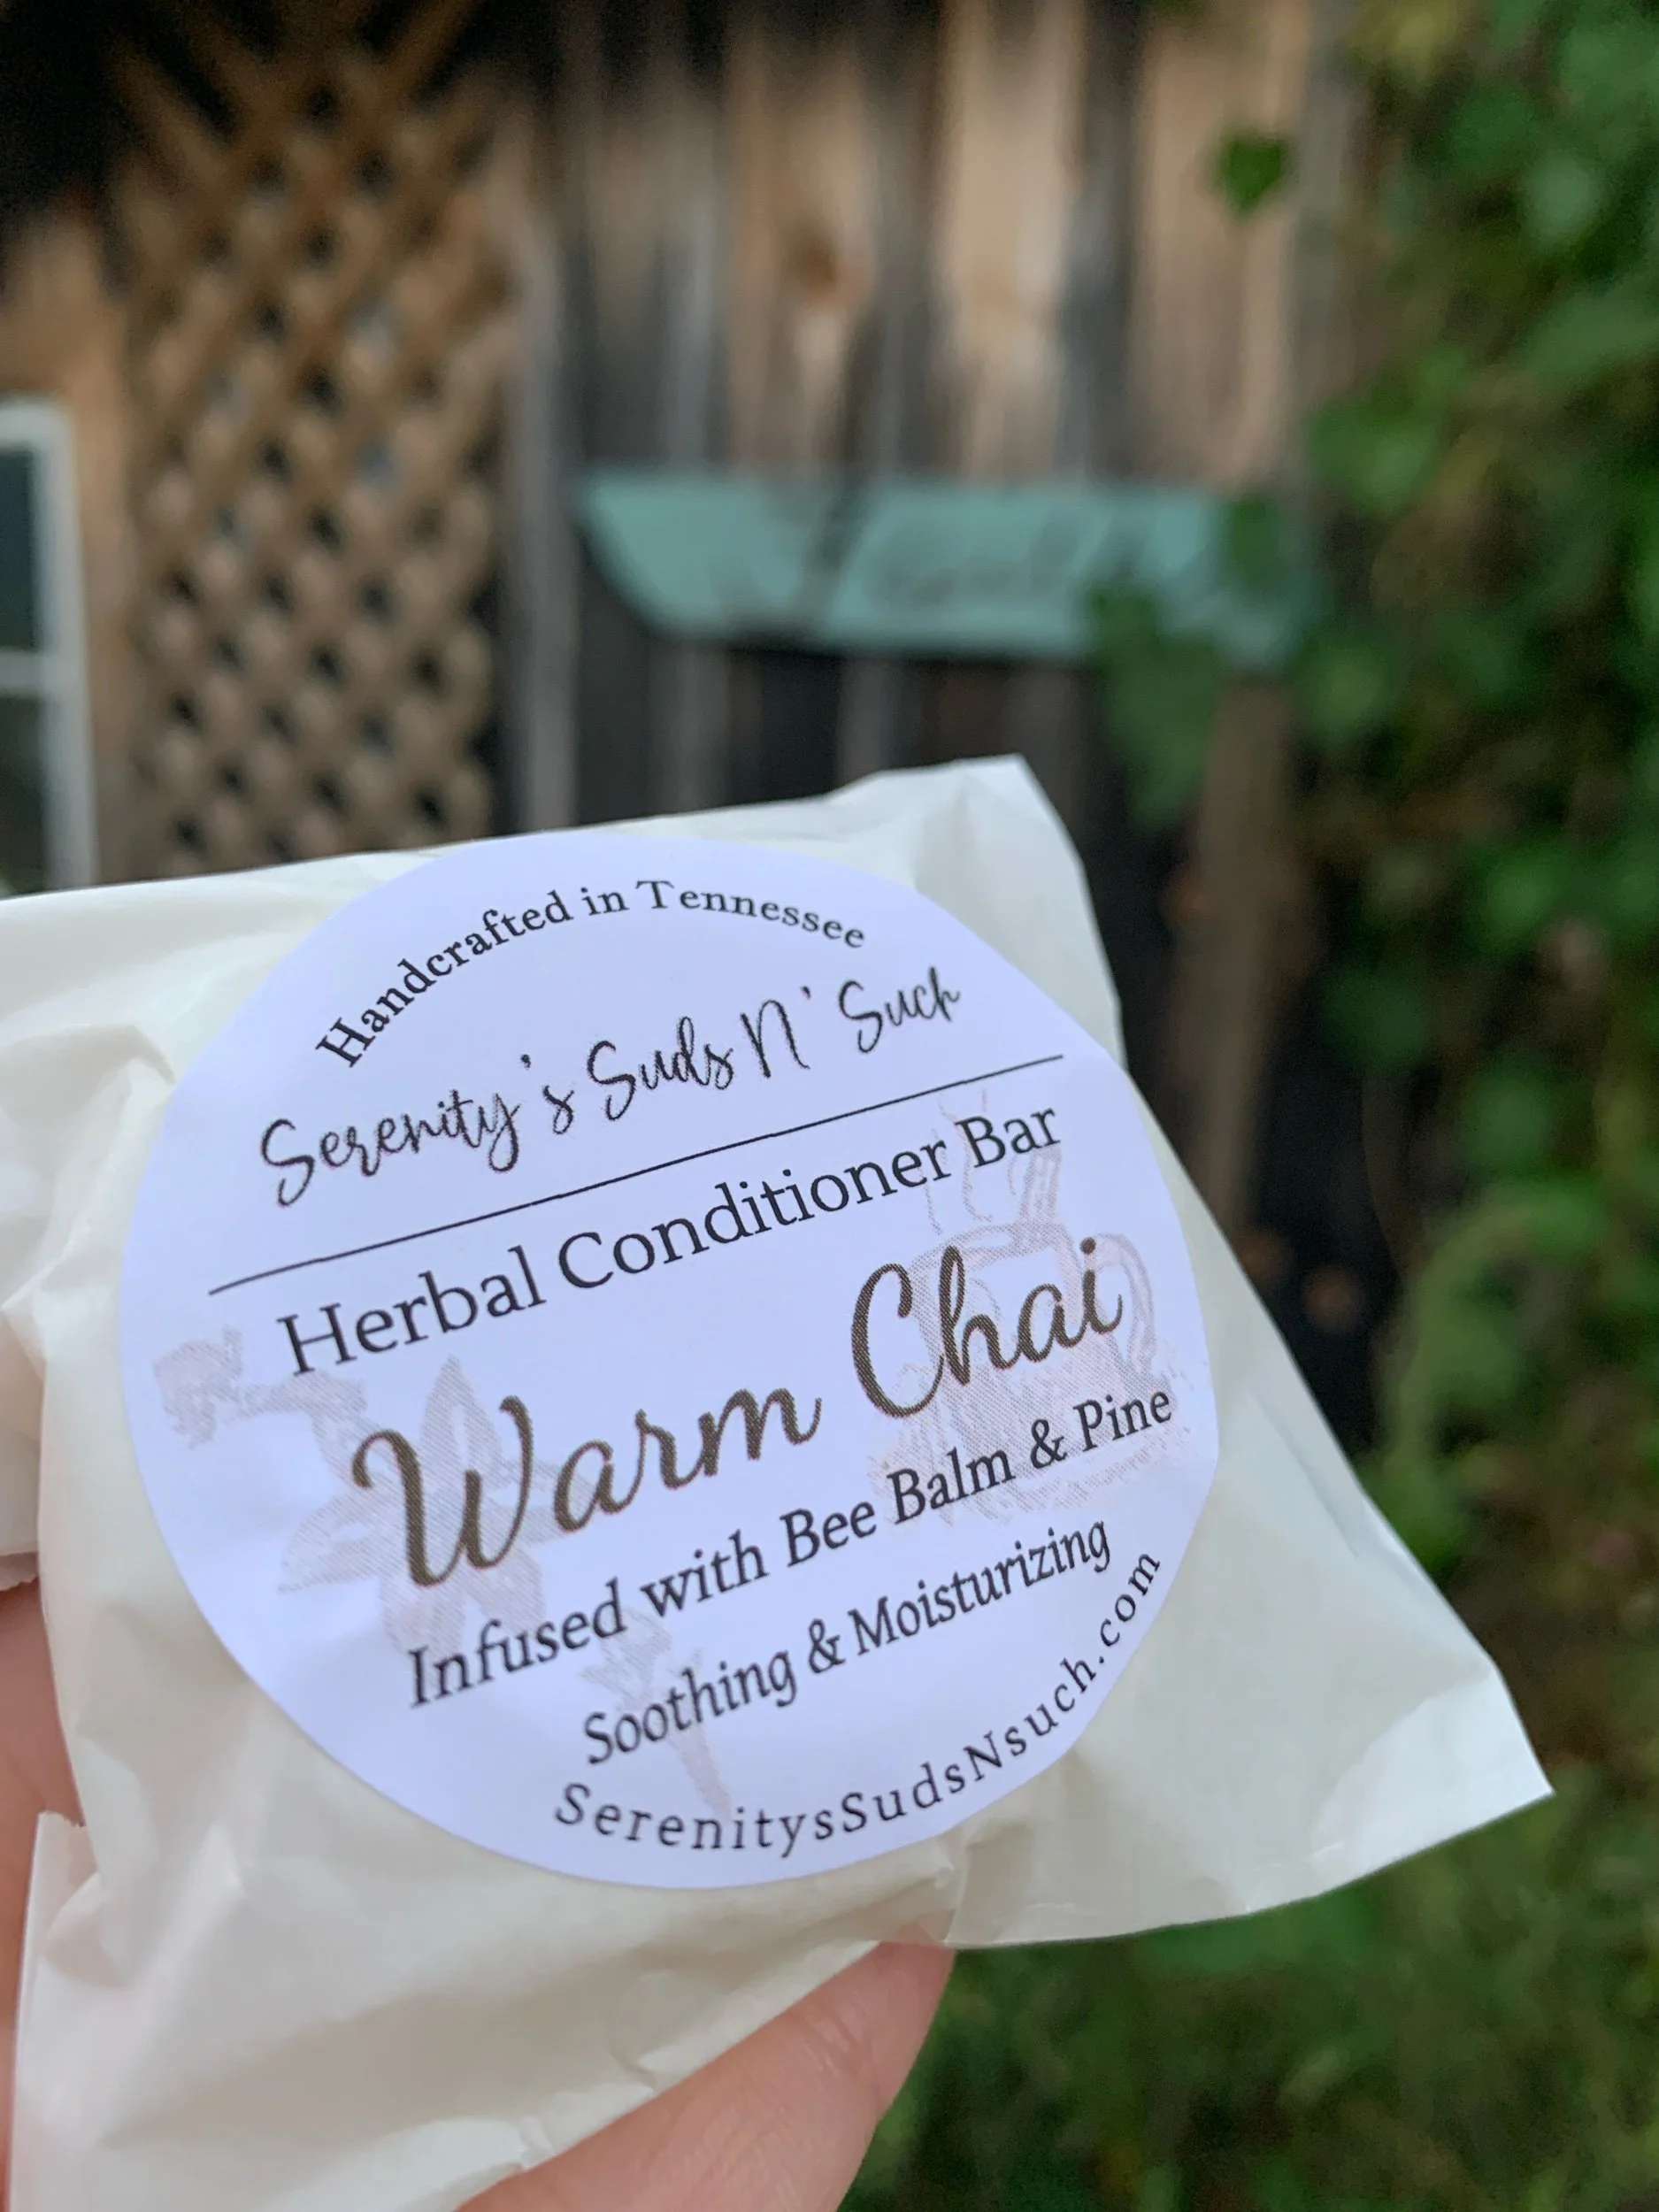 Handcrafted in Tennessee
Serenity's Suds N' Such
Herbal Conditioner Bar
Warm Chai
Infused with Bee Balm & Pine
Soothing & Moisturizing
SerenitysSudsNsuch.com